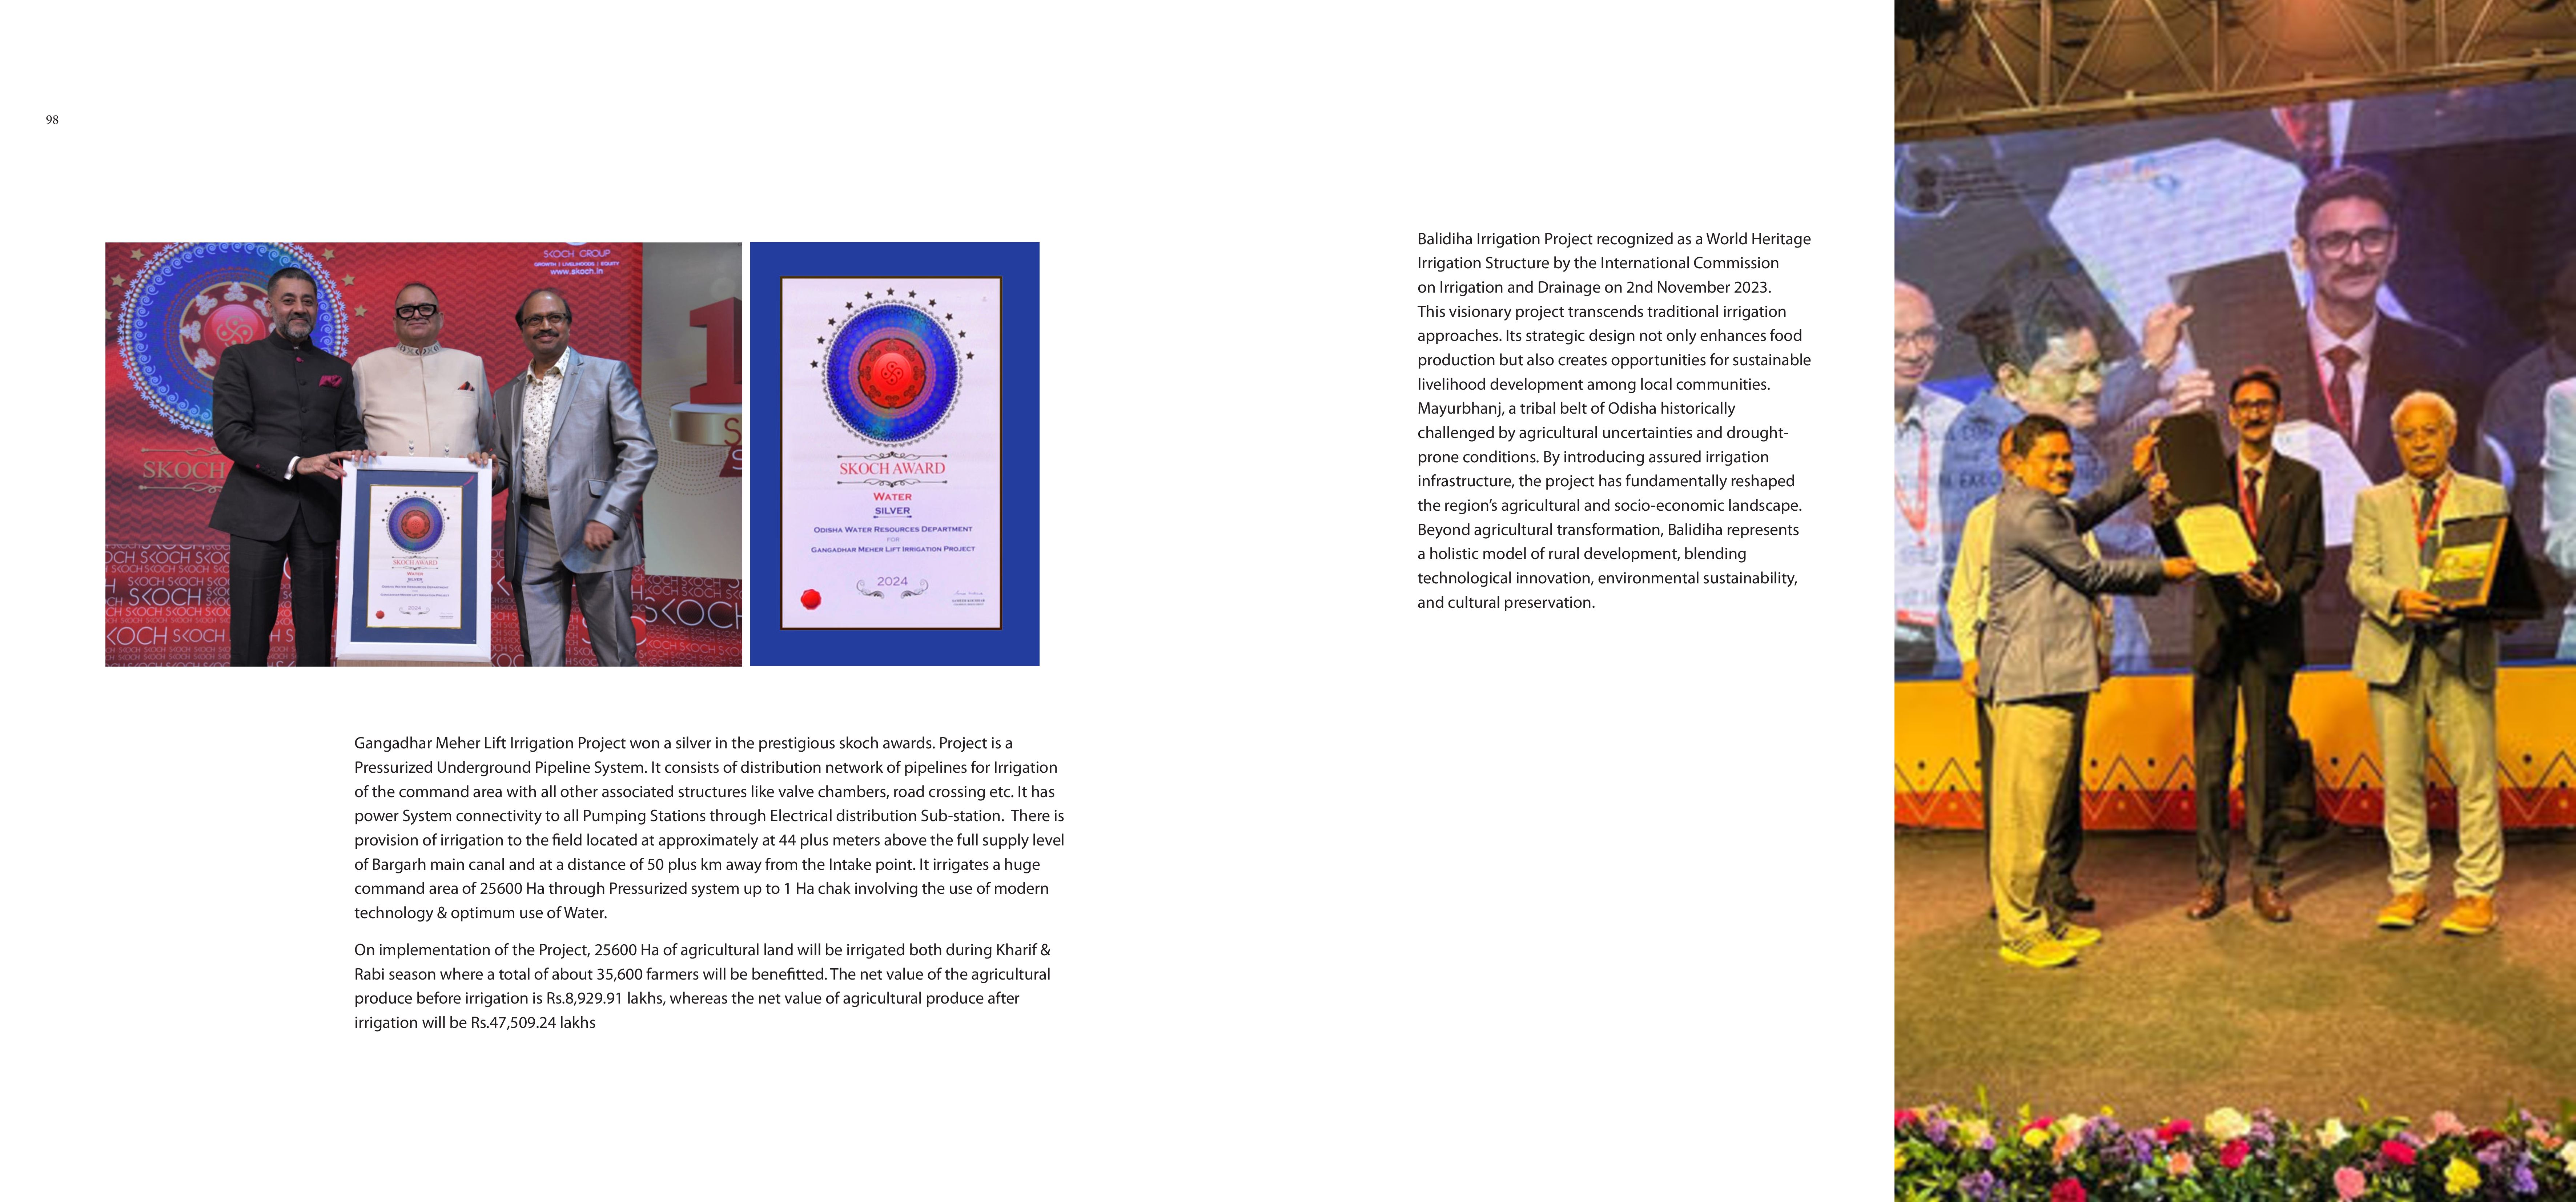 98
SKOCH GROUP
GROWTH | LIVELIHOODS | EQUITY
www.skoch.in
SKOCH
SKOCH AWARD
WATER
SILVER
2024
SKOCH SKOCH SKOCH
SKOCH
KOCH SKOCH
SKOCH
SKOCH AWARD
WATER
SILVER
ODISHA WATER RESOURCES DEPARTMENT
FOR
GANGADHAR MEHER LIFT IRRIGATION PROJECT
2024
Gangadhar Meher Lift Irrigation Project won a silver in the prestigious skoch awards. Project is a
Pressurized Underground Pipeline System. It consists of distribution network of pipelines for Irrigation
of the command area with all other associated structures like valve chambers, road crossing etc. It has
power System connectivity to all Pumping Stations through Electrical distribution Sub-station.  There is
provision of irrigation to the field located at approximately at 44 plus meters above the full supply level
of Bargarh main canal and at a distance of 50 plus km away from the Intake point. It irrigates a huge
command area of 25600 Ha through Pressurized system up to 1 Ha chak involving the use of modern
technology & optimum use of Water.
On implementation of the Project, 25600 Ha of agricultural land will be irrigated both during Kharif &
Rabi season where a total of about 35,600 farmers will be benefitted. The net value of the agricultural
produce before irrigation is Rs.8,929.91 lakhs, whereas the net value of agricultural produce after
irrigation will be Rs.47,509.24 lakhs
Balidiha Irrigation Project recognized as a World Heritage
Irrigation Structure by the International Commission
on Irrigation and Drainage on 2nd November 2023.
This visionary project transcends traditional irrigation
approaches. Its strategic design not only enhances food
production but also creates opportunities for sustainable
livelihood development among local communities.
Mayurbhanj, a tribal belt of Odisha historically
challenged by agricultural uncertainties and drought-
prone conditions. By introducing assured irrigation
infrastructure, the project has fundamentally reshaped
the region’s agricultural and socio-economic landscape.
Beyond agricultural transformation, Balidiha represents
a holistic model of rural development, blending
technological innovation, environmental sustainability,
and cultural preservation.